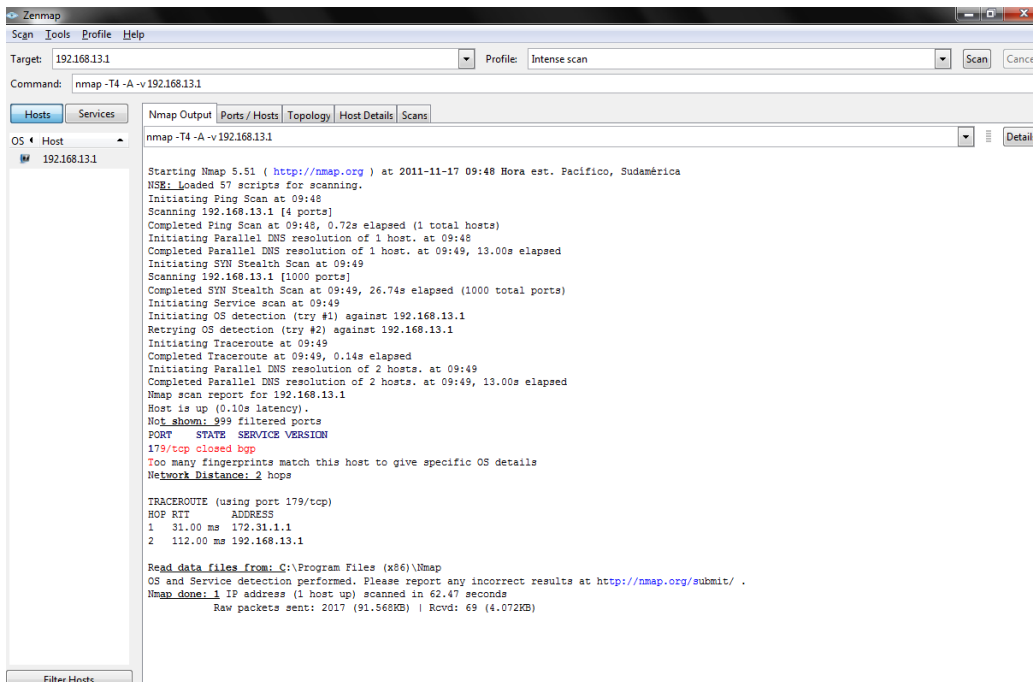 Zenmap
Scan Tools Profile Help
Target: 192.168.13.1 Profile: Intense scan Scan
Command: nmap -T4 -A -v 192.168.13.1
Hosts Services Nmap Output Ports / Hosts Topology Host Details Scans
OS Host
nmap -T4 -A -v 192.168.13.1
192.168.13.1
Starting Nmap 5.51 ( http://nmap.org ) at 2011-11-17 09:48 Hora est. Pacífico, Sudamérica
NSE: Loaded 57 scripts for scanning.
Initiating Ping Scan at 09:48
Scanning 192.168.13.1 [4 ports]
Completed Ping Scan at 09:48, 0.72s elapsed (1 total hosts)
Initiating Parallel DNS resolution of 1 host. at 09:48
Completed Parallel DNS resolution of 1 host. at 09:49, 13.00s elapsed
Initiating SYN Stealth Scan at 09:49
Scanning 192.168.13.1 [1000 ports]
Completed SYN Stealth Scan at 09:49, 26.74s elapsed (1000 total ports)
Initiating Service scan at 09:49
Initiating OS detection (try #1) against 192.168.13.1
Retrying OS detection (try #2) against 192.168.13.1
Initiating Traceroute at 09:49
Completed Traceroute at 09:49, 0.14s elapsed
Initiating Parallel DNS resolution of 2 hosts. at 09:49
Completed Parallel DNS resolution of 2 hosts. at 09:49, 13.00s elapsed
Nmap scan report for 192.168.13.1
Host is up (0.10s latency).
Not shown: 999 filtered ports
PORT STATE SERVICE VERSION
179/tcp closed bgp
Too many fingerprints match this host to give specific OS details
Network Distance: 2 hops
TRACEROUTE (using port 179/tcp)
HOP RTT ADDRESS
1 31.00 ms 172.31.1.1
2 112.00 ms 192.168.13.1
Read data files from: C:\Program Files (x86)\Nmap
OS and Service detection performed. Please report any incorrect results at http://nmap.org/submit/ .
Nmap done: 1 IP address (1 host up) scanned in 62.47 seconds
Raw packets sent: 2017 (91.568KB) | Rcvd: 69 (4.072KB)
Filter Hosts